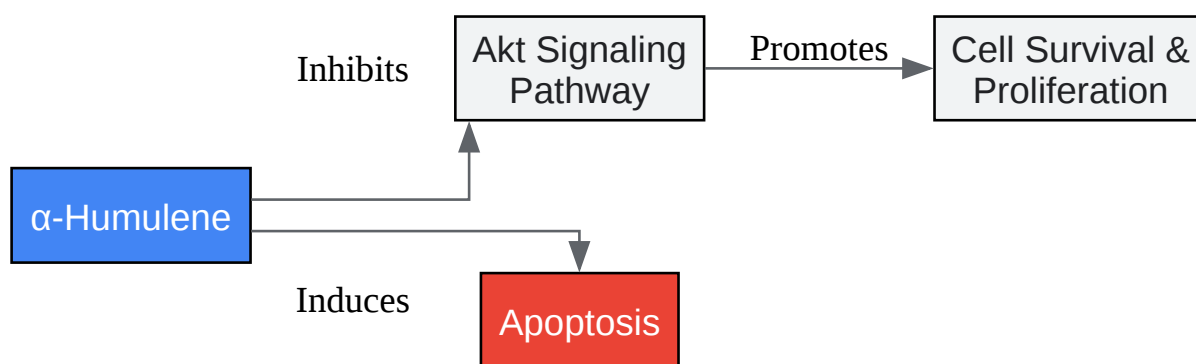 Inhibits
Akt Signaling
Pathway
Promotes
Cell Survival &
Proliferation
α-Humulene
Induces
Apoptosis